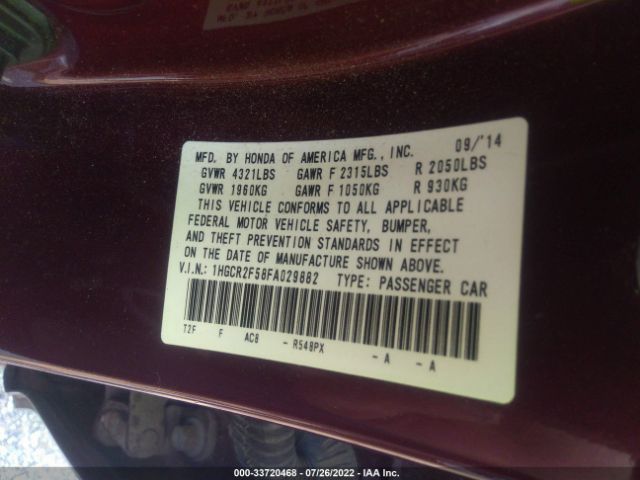 MFD. BY HONDA OF AMERICA MFG., INC. 09/'14
GVWR 4321LBS GAWR F 2315LBS R 2050LBS
GVWR 1960KG GAWR F 1050KG R 930KG
THIS VEHICLE CONFORMS TO ALL APPLICABLE
FEDERAL MOTOR VEHICLE SAFETY, BUMPER,
AND THEFT PREVENTION STANDARDS IN EFFECT
ON THE DATE OF MANUFACTURE SHOWN ABOVE.
V.I.N.: 1HGCR2F58FA029882 TYPE: PASSENGER CAR
T2F F AC8 - R548PX - A - A
000-33720468 - 07/26/2022 - IAA Inc.